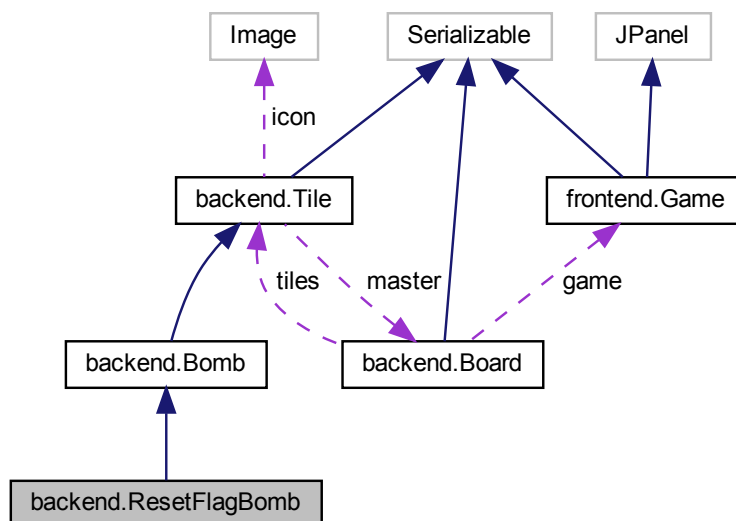 Image
Serializable
JPanel
icon
backend.Tile
frontend.Game
tiles
master
game
backend.Bomb
backend.Board
backend.ResetFlagBomb